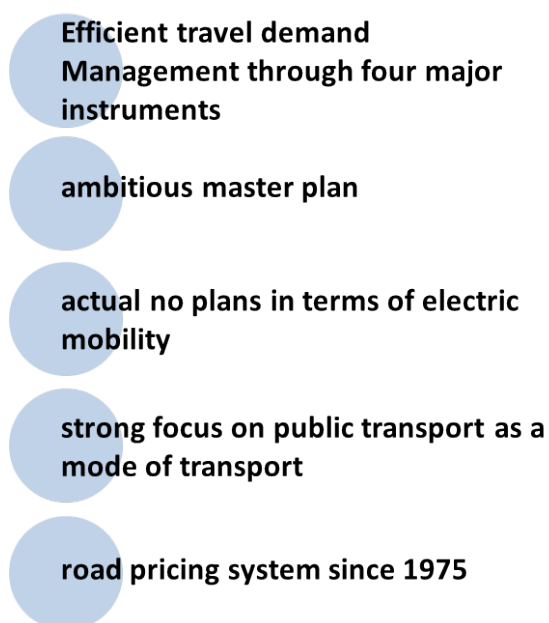 Efficient travel demand
Management through four major
instruments
ambitious master plan
actual no plans in terms of electric
mobility
strong focus on public transport as a
mode of transport
road pricing system since 1975